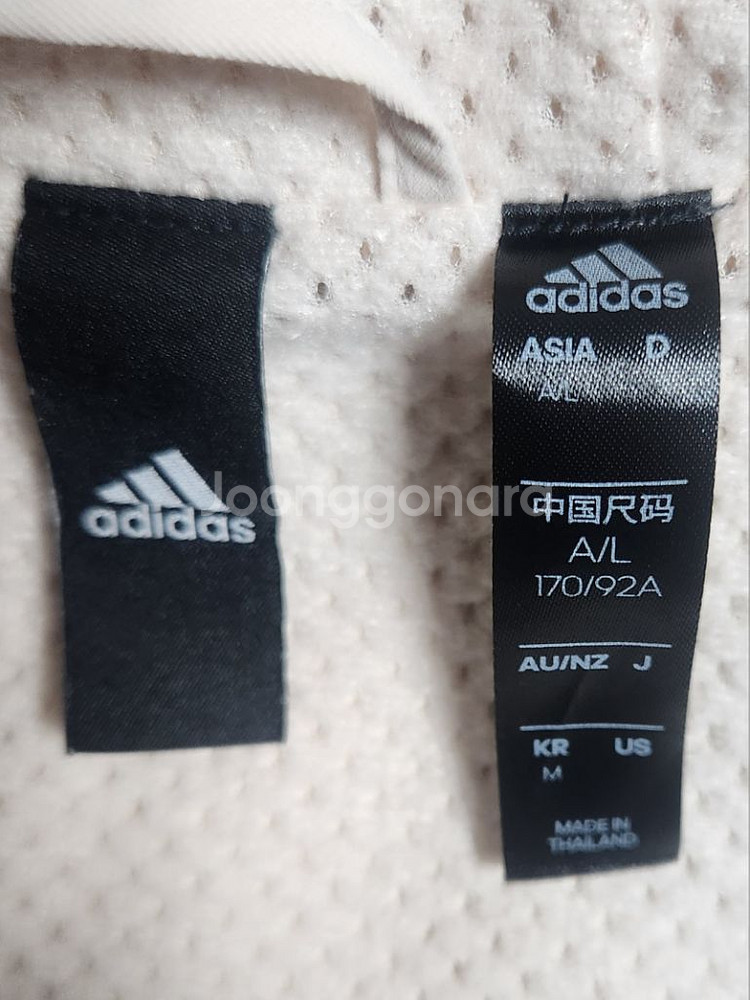 adidas
loonggonara
adidas
ASIA D
A/L
中国尺码
A/L
170/92A
AU/NZ J
KR US
M
MADE IN
THAILAND